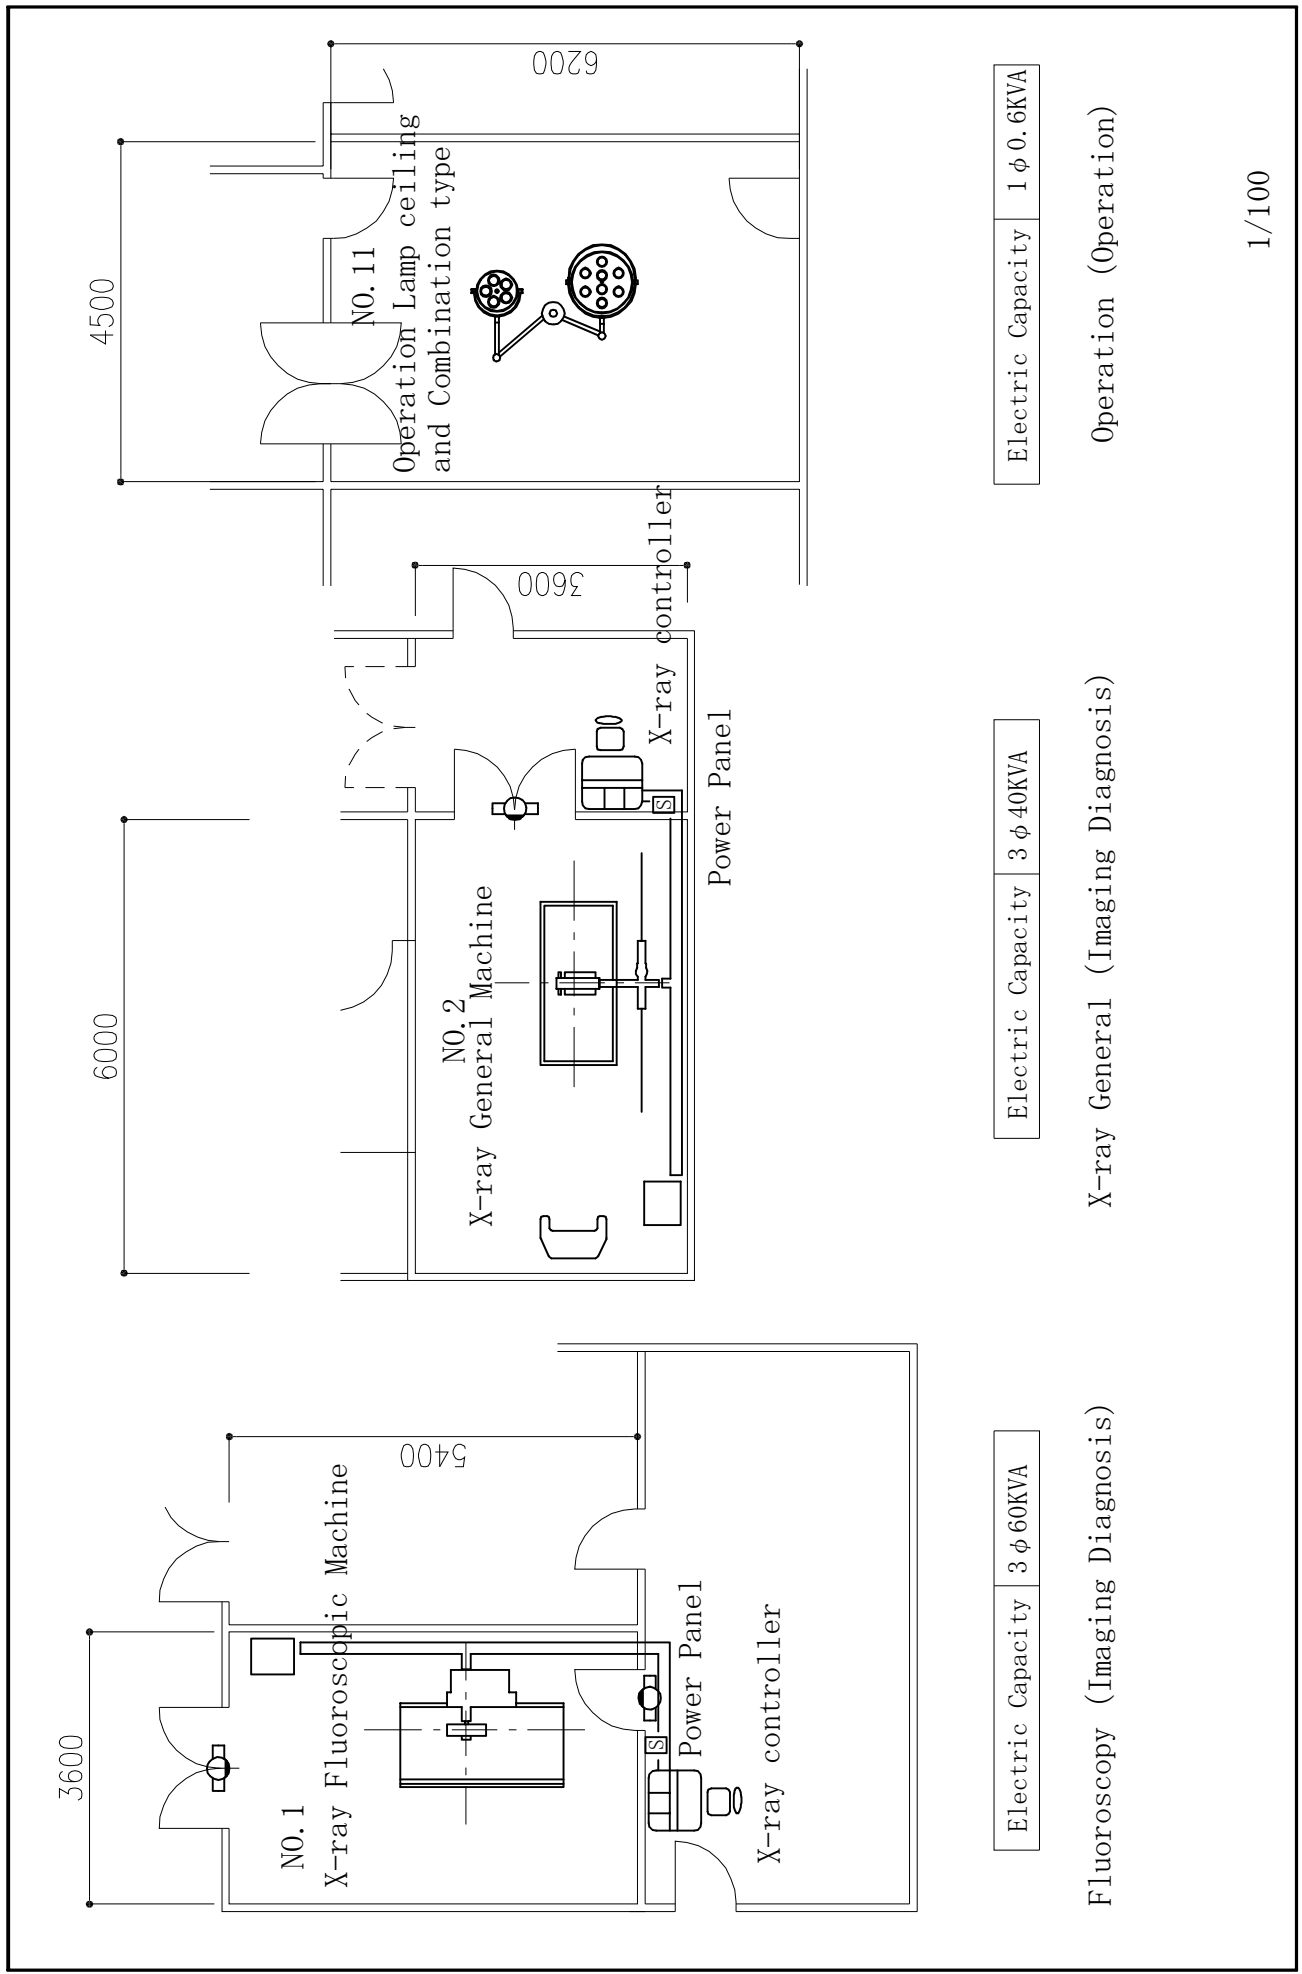 3600
5400
NO.1
X-ray Fluoroscopic Machine
Power Panel
X-ray controller
S
Electric Capacity 3φ60KVA
Fluoroscopy (Imaging Diagnosis)
6000
3600
NO.2
X-ray General Machine
X-ray controller
S
Power Panel
Electric Capacity 3φ40KVA
X-ray General (Imaging Diagnosis)
4500
6200
NO.11
Operation Lamp ceiling
and Combination type
Electric Capacity 1φ0.6KVA
Operation (Operation)
1/100